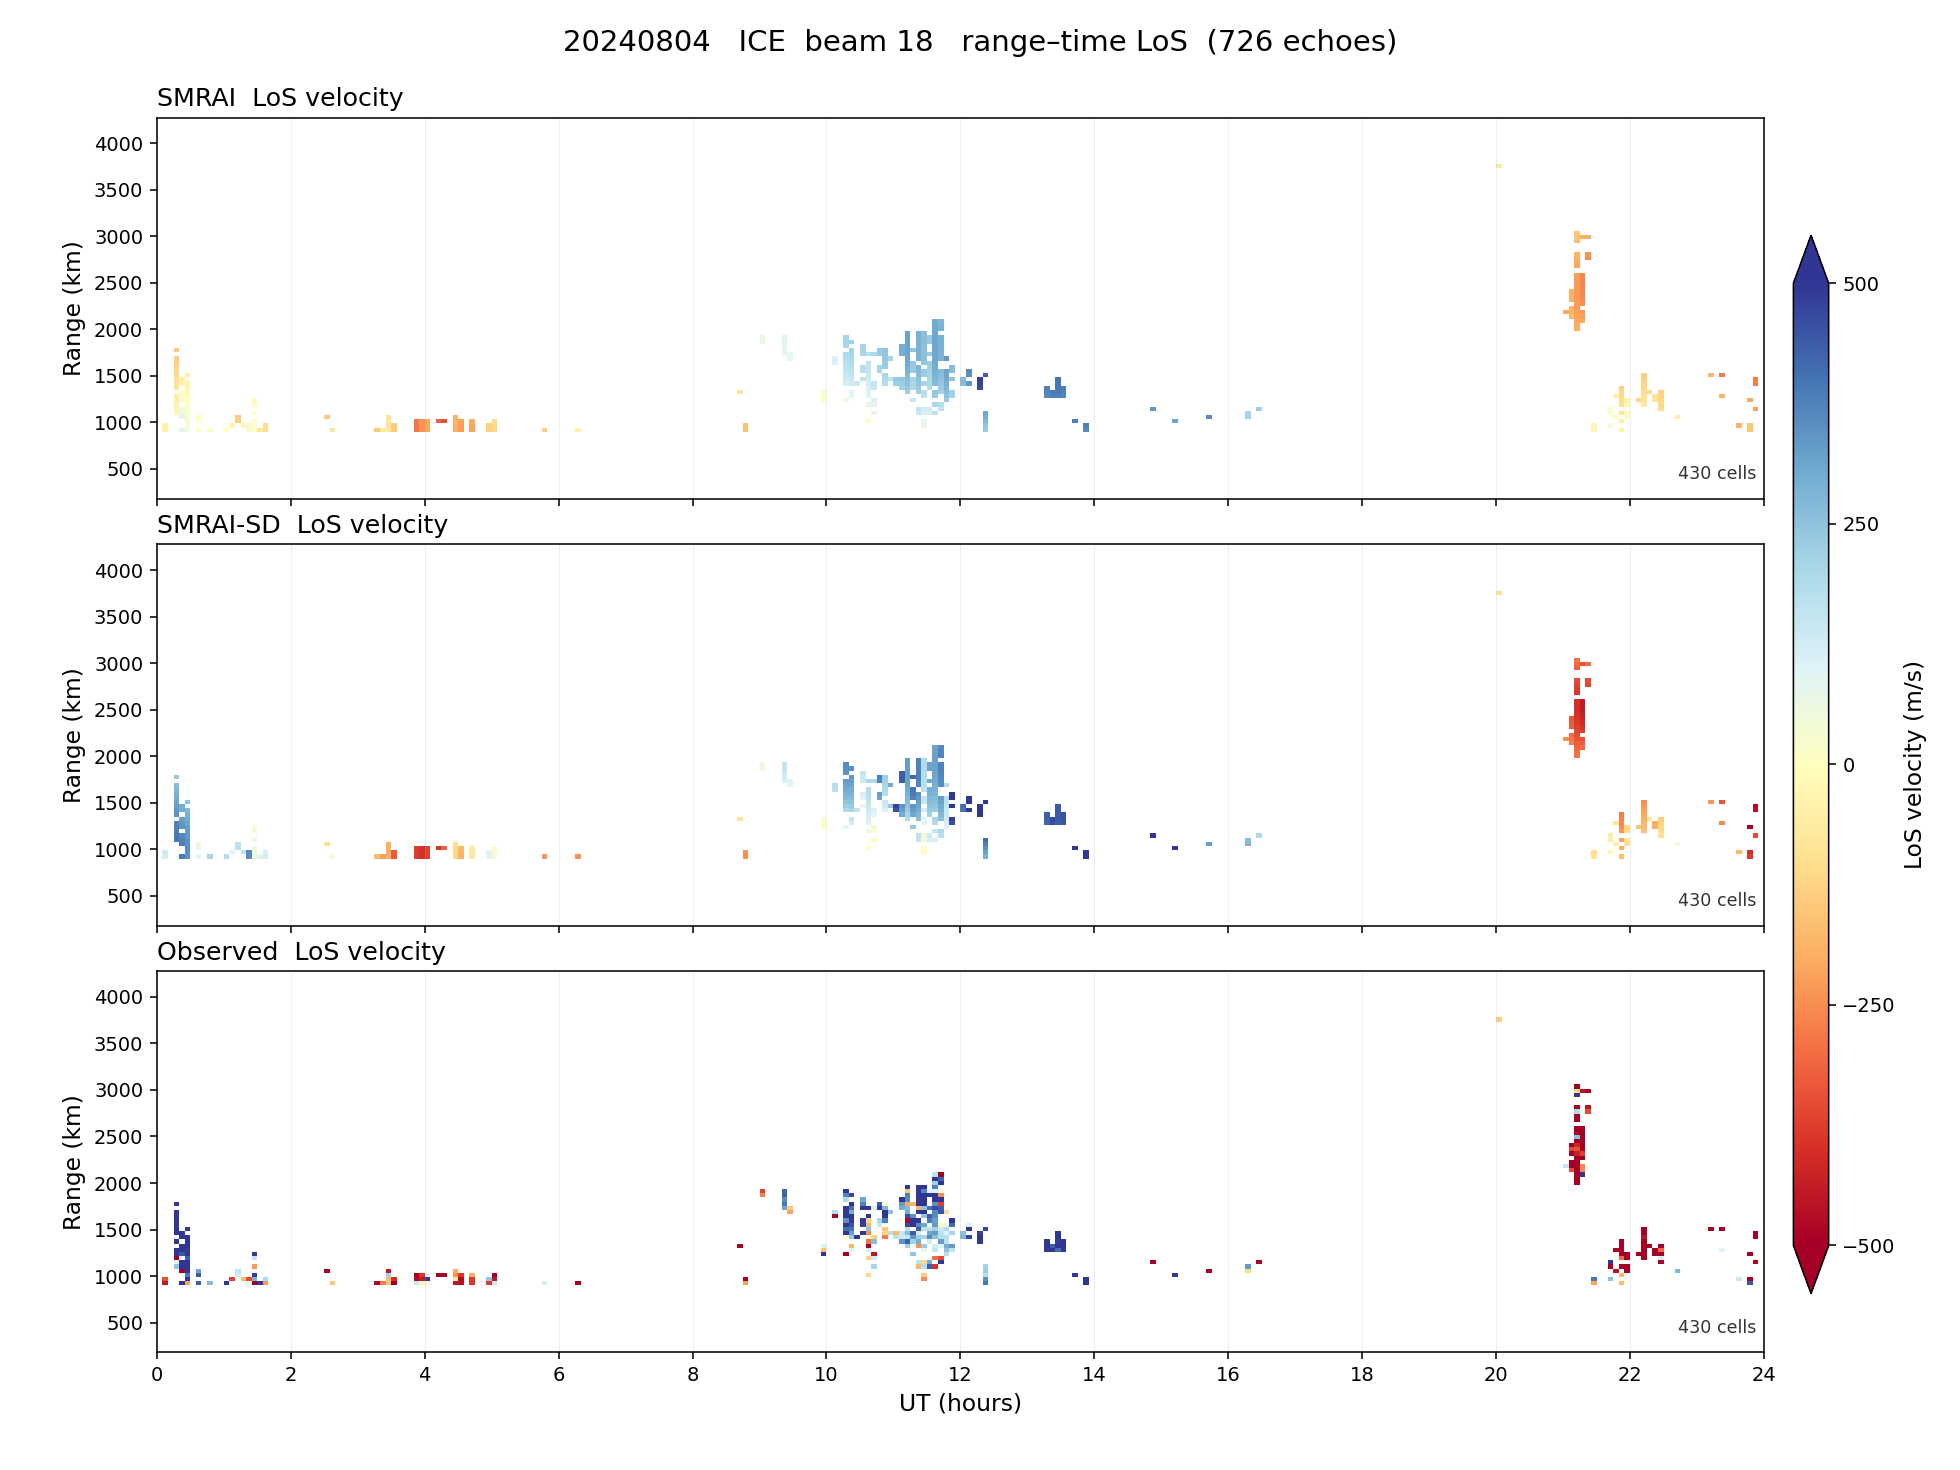 20240804   ICE  beam 18   range–time LoS  (726 echoes)
SMRAI  LoS velocity
4000
3500
3000
2500
2000
1500
1000
500
Range (km)
430 cells
SMRAI-SD  LoS velocity
4000
3500
3000
2500
2000
1500
1000
500
Range (km)
430 cells
Observed  LoS velocity
4000
3500
3000
2500
2000
1500
1000
500
Range (km)
430 cells
0 2 4 6 8 10 12 14 16 18 20 22 24
UT (hours)
500
250
0
−250
−500
LoS velocity (m/s)